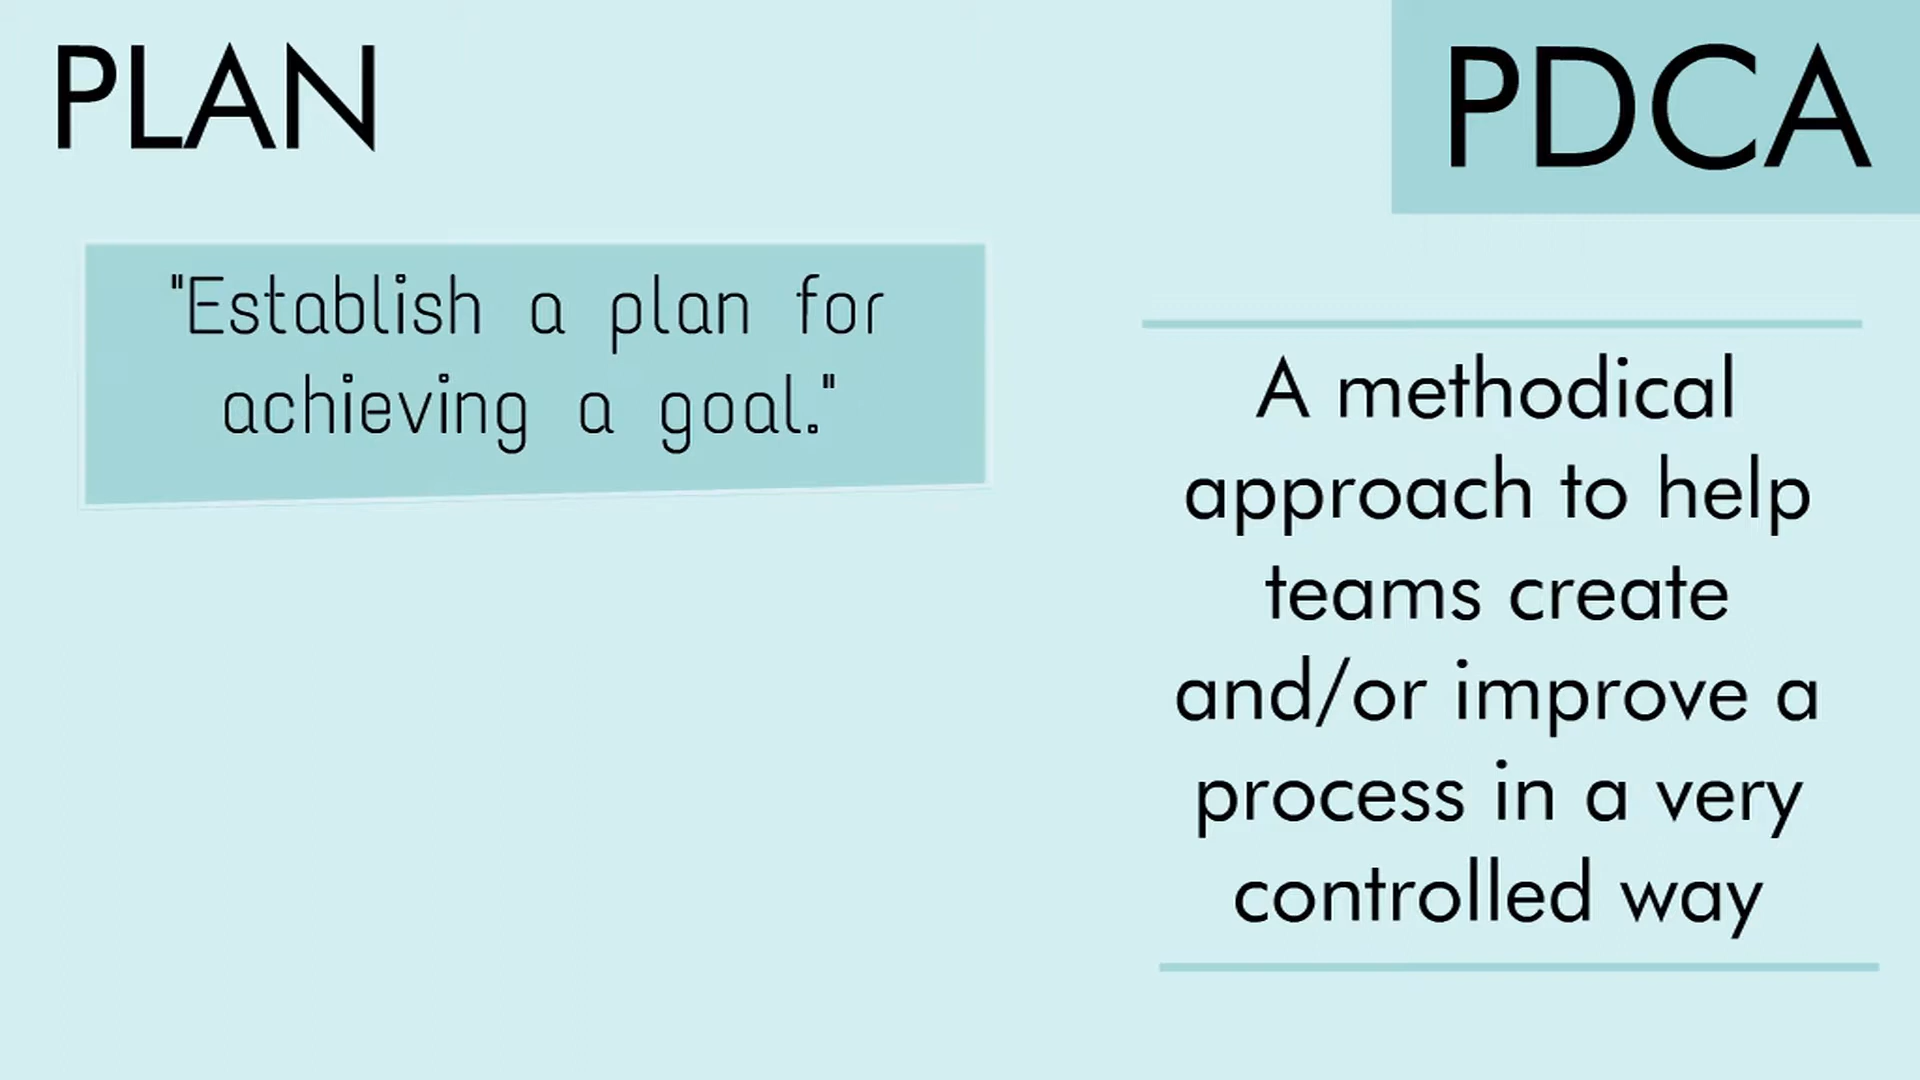 PLAN
PDCA
"Establish a plan for
achieving a goal."
A methodical
approach to help
teams create
and/or improve a
process in a very
controlled way